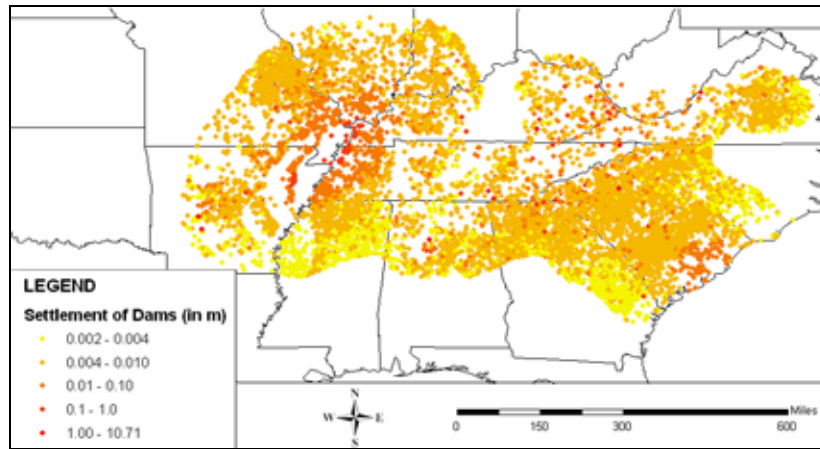 LEGEND
Settlement of Dams (in m)
0.002 - 0.004
0.004 - 0.010
0.01 - 0.10
0.1 - 1.0
1.00 - 10.71
N
W E
S
Miles
0 150 300 600